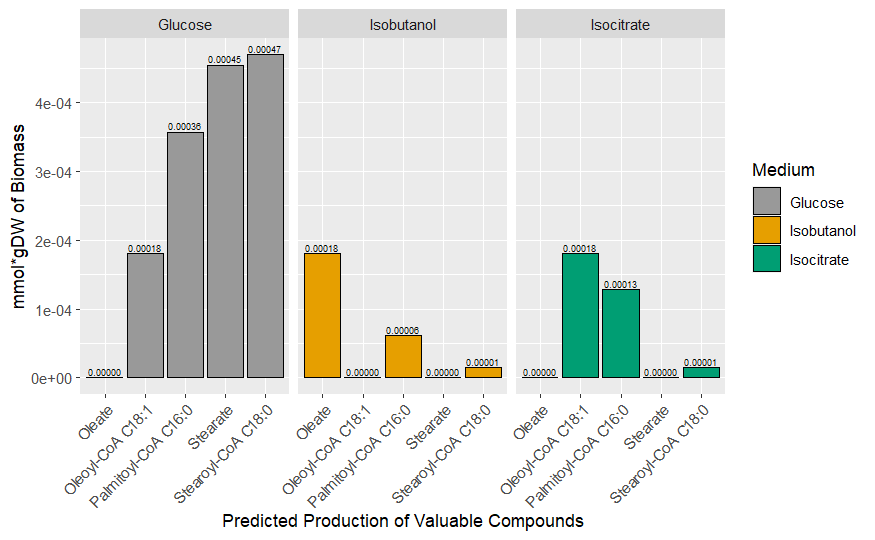 Glucose
Isobutanol
Isocitrate
mmol*gDW of Biomass
4e-04
3e-04
2e-04
1e-04
0e+00
0.00000
0.00018
0.00036
0.00045
0.00047
0.00018
0.00000
0.00006
0.00000
0.00001
0.00000
0.00018
0.00013
0.00000
0.00001
Oleate
Oleoyl-CoA C18:1
Palmitoyl-CoA C16:0
Stearate
Stearoyl-CoA C18:0
Oleate
Oleoyl-CoA C18:1
Palmitoyl-CoA C16:0
Stearate
Stearoyl-CoA C18:0
Oleate
Oleoyl-CoA C18:1
Palmitoyl-CoA C16:0
Stearate
Stearoyl-CoA C18:0
Predicted Production of Valuable Compounds
Medium
Glucose
Isobutanol
Isocitrate